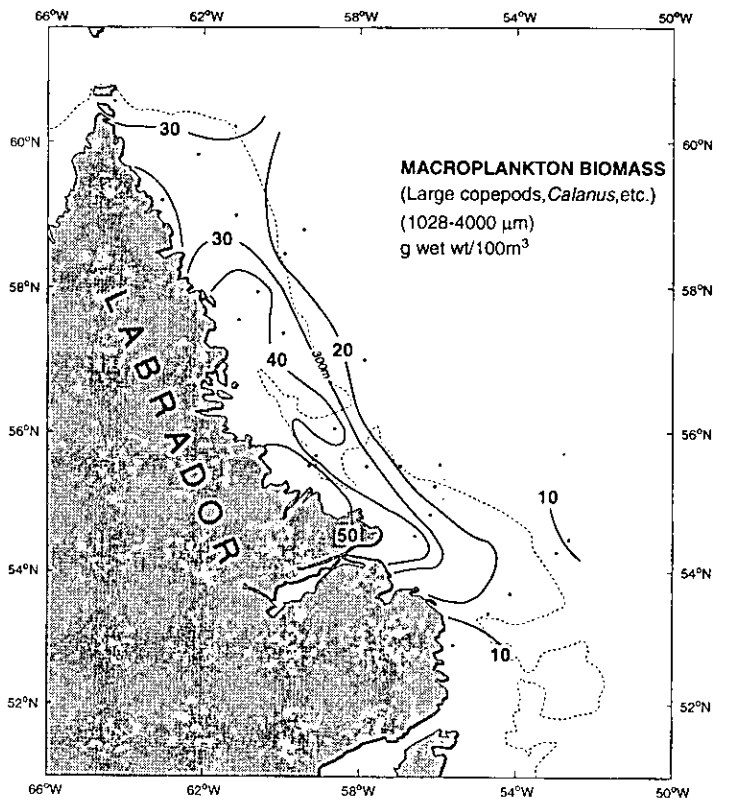 66°W 62°W 58°W 54°W 50°W
60°N 60°N
30
MACROPLANKTON BIOMASS
(Large copepods, Calanus, etc.)
(1028-4000 µm)
g wet wt/100m³
30
58°N 58°N
LABRADOR
20
300m
40
56°N 56°N
10
50
54°N 54°N
10
52°N 52°N
66°W 62°W 58°W 54°W 50°W